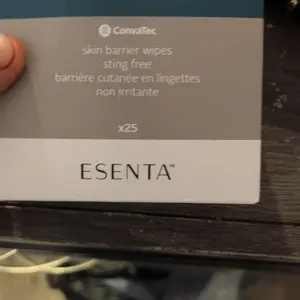 ConvaTec
skin barrier wipes
sting free
barrière cutanée en lingettes
non irritante
x25
ESENTA™